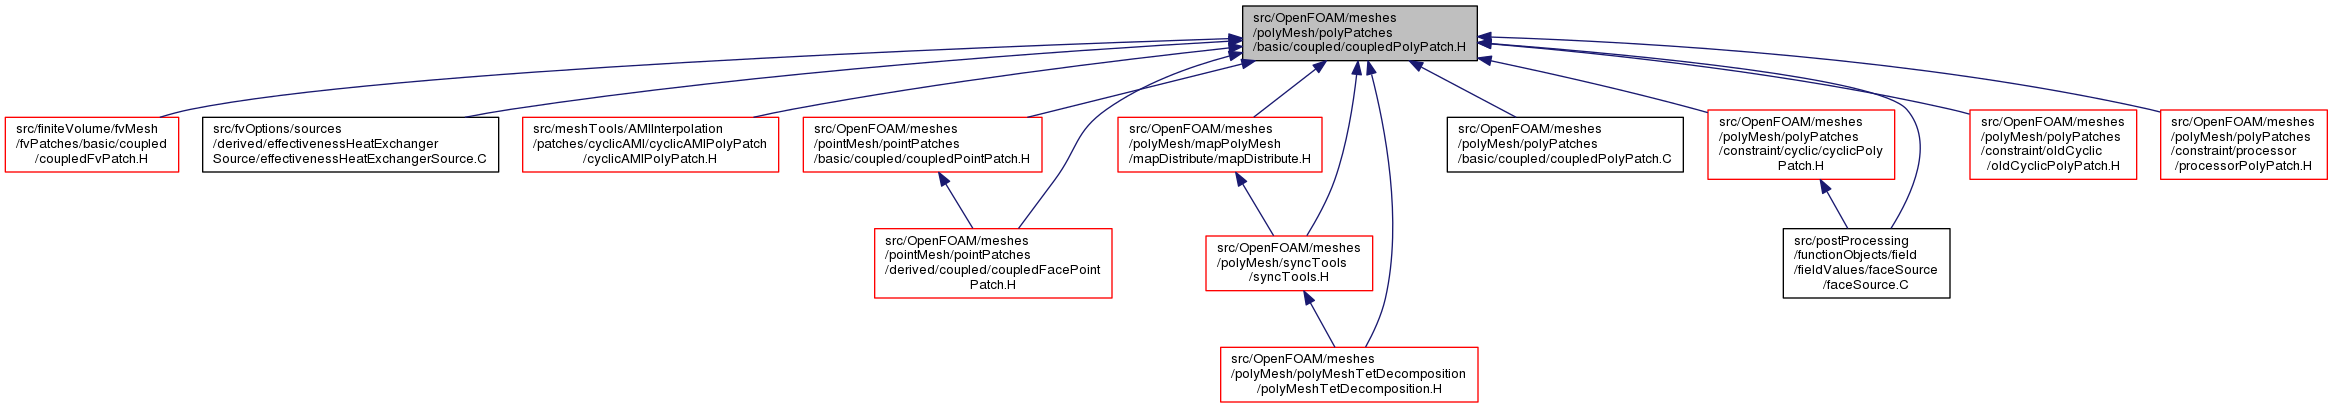 src/OpenFOAM/meshes
/polyMesh/polyPatches
/basic/coupled/coupledPolyPatch.H
src/finiteVolume/fvMesh
/fvPatches/basic/coupled
/coupledFvPatch.H
src/fvOptions/sources
/derived/effectivenessHeatExchanger
Source/effectivenessHeatExchangerSource.C
src/meshTools/AMIInterpolation
/patches/cyclicAMI/cyclicAMIPolyPatch
/cyclicAMIPolyPatch.H
src/OpenFOAM/meshes
/pointMesh/pointPatches
/basic/coupled/coupledPointPatch.H
src/OpenFOAM/meshes
/polyMesh/mapPolyMesh
/mapDistribute/mapDistribute.H
src/OpenFOAM/meshes
/polyMesh/polyPatches
/basic/coupled/coupledPolyPatch.C
src/OpenFOAM/meshes
/polyMesh/polyPatches
/constraint/cyclic/cyclicPoly
Patch.H
src/OpenFOAM/meshes
/polyMesh/polyPatches
/constraint/oldCyclic
/oldCyclicPolyPatch.H
src/OpenFOAM/meshes
/polyMesh/polyPatches
/constraint/processor
/processorPolyPatch.H
src/OpenFOAM/meshes
/pointMesh/pointPatches
/derived/coupled/coupledFacePoint
Patch.H
src/OpenFOAM/meshes
/polyMesh/syncTools
/syncTools.H
src/postProcessing
/functionObjects/field
/fieldValues/faceSource
/faceSource.C
src/OpenFOAM/meshes
/polyMesh/polyMeshTetDecomposition
/polyMeshTetDecomposition.H